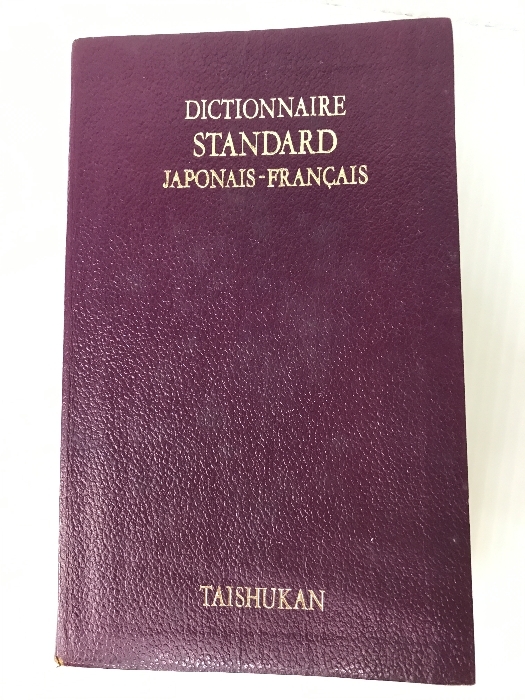 DICTIONNAIRE
STANDARD
JAPONAIS-FRANÇAIS
TAISHUKAN